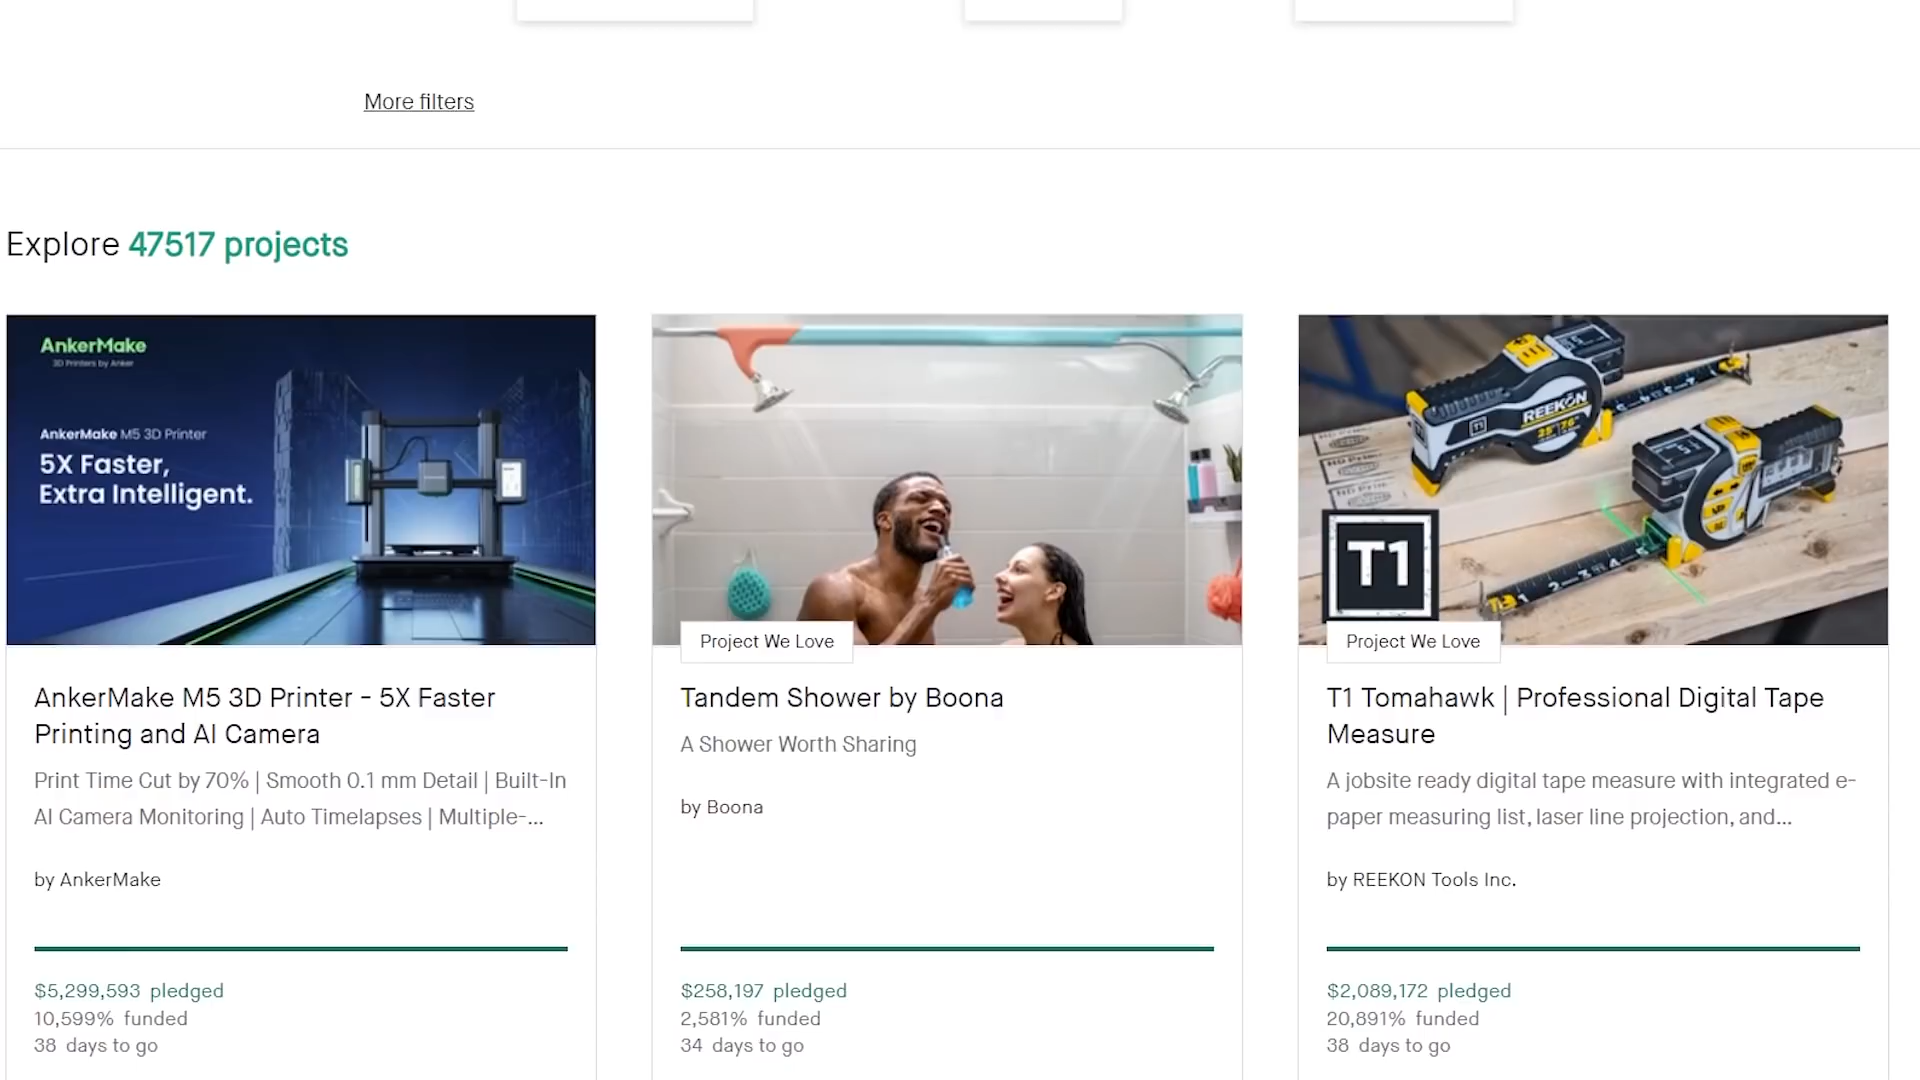 More filters
Explore 47517 projects
AnkerMake
3D Printers by Anker
AnkerMake M5 3D Printer
5X Faster,
Extra Intelligent.
REEKON
T1
Project We Love
Project We Love
AnkerMake M5 3D Printer - 5X Faster
Printing and AI Camera
Print Time Cut by 70% | Smooth 0.1 mm Detail | Built-In
AI Camera Monitoring | Auto Timelapses | Multiple-...
by AnkerMake
$5,299,593 pledged
10,599% funded
38 days to go
Tandem Shower by Boona
A Shower Worth Sharing
by Boona
$258,197 pledged
2,581% funded
34 days to go
T1 Tomahawk | Professional Digital Tape
Measure
A jobsite ready digital tape measure with integrated e-
paper measuring list, laser line projection, and...
by REEKON Tools Inc.
$2,089,172 pledged
20,891% funded
38 days to go